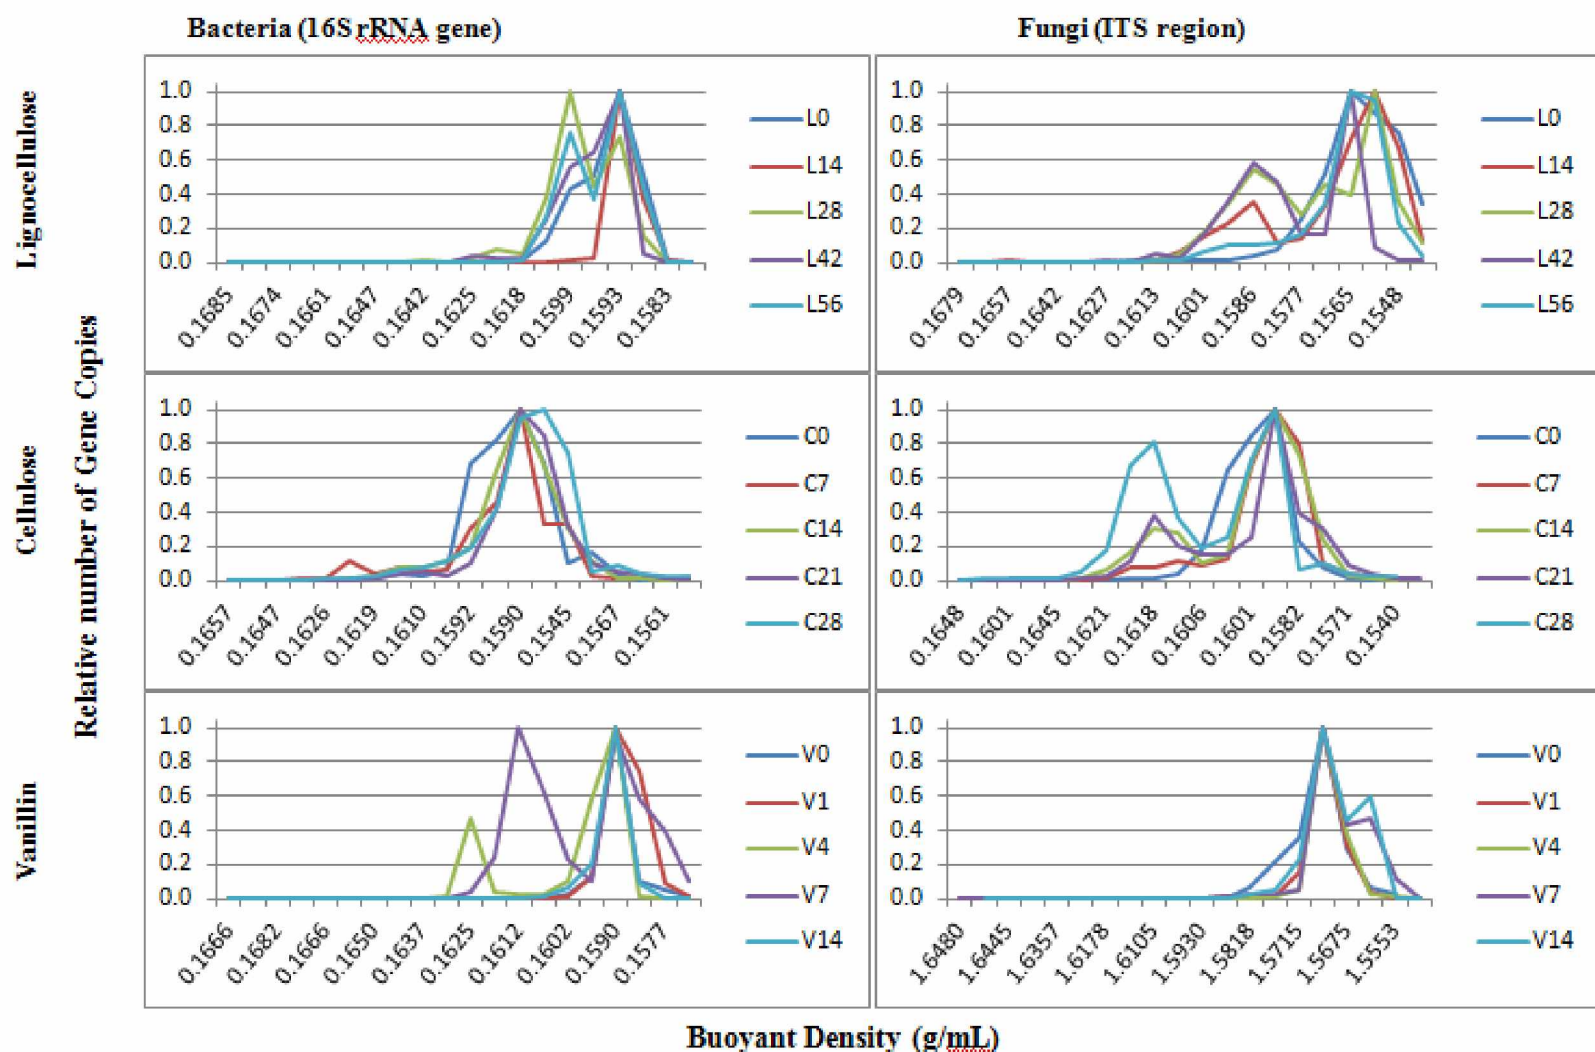 Bacteria (16S rRNA gene)
Fungi (ITS region)
Relative number of Gene Copies
Lignocellulose
1.0
0.8
0.6
0.4
0.2
0.0
0.1685
0.1674
0.1661
0.1647
0.1642
0.1625
0.1618
0.1599
0.1593
0.1583
L0
L14
L28
L42
L56
1.0
0.8
0.6
0.4
0.2
0.0
0.1679
0.1657
0.1642
0.1627
0.1613
0.1601
0.1586
0.1577
0.1565
0.1548
L0
L14
L28
L42
L56
Cellulose
1.0
0.8
0.6
0.4
0.2
0.0
0.1657
0.1647
0.1626
0.1619
0.1610
0.1592
0.1590
0.1545
0.1567
0.1561
C0
C7
C14
C21
C28
1.0
0.8
0.6
0.4
0.2
0.0
0.1648
0.1601
0.1645
0.1621
0.1618
0.1606
0.1601
0.1582
0.1571
0.1540
C0
C7
C14
C21
C28
Vanillin
1.0
0.8
0.6
0.4
0.2
0.0
0.1666
0.1682
0.1666
0.1650
0.1637
0.1625
0.1612
0.1602
0.1590
0.1577
V0
V1
V4
V7
V14
1.0
0.8
0.6
0.4
0.2
0.0
1.6480
1.6445
1.6357
1.6178
1.6105
1.5930
1.5818
1.5715
1.5675
1.5553
V0
V1
V4
V7
V14
Buoyant Density (g/mL)